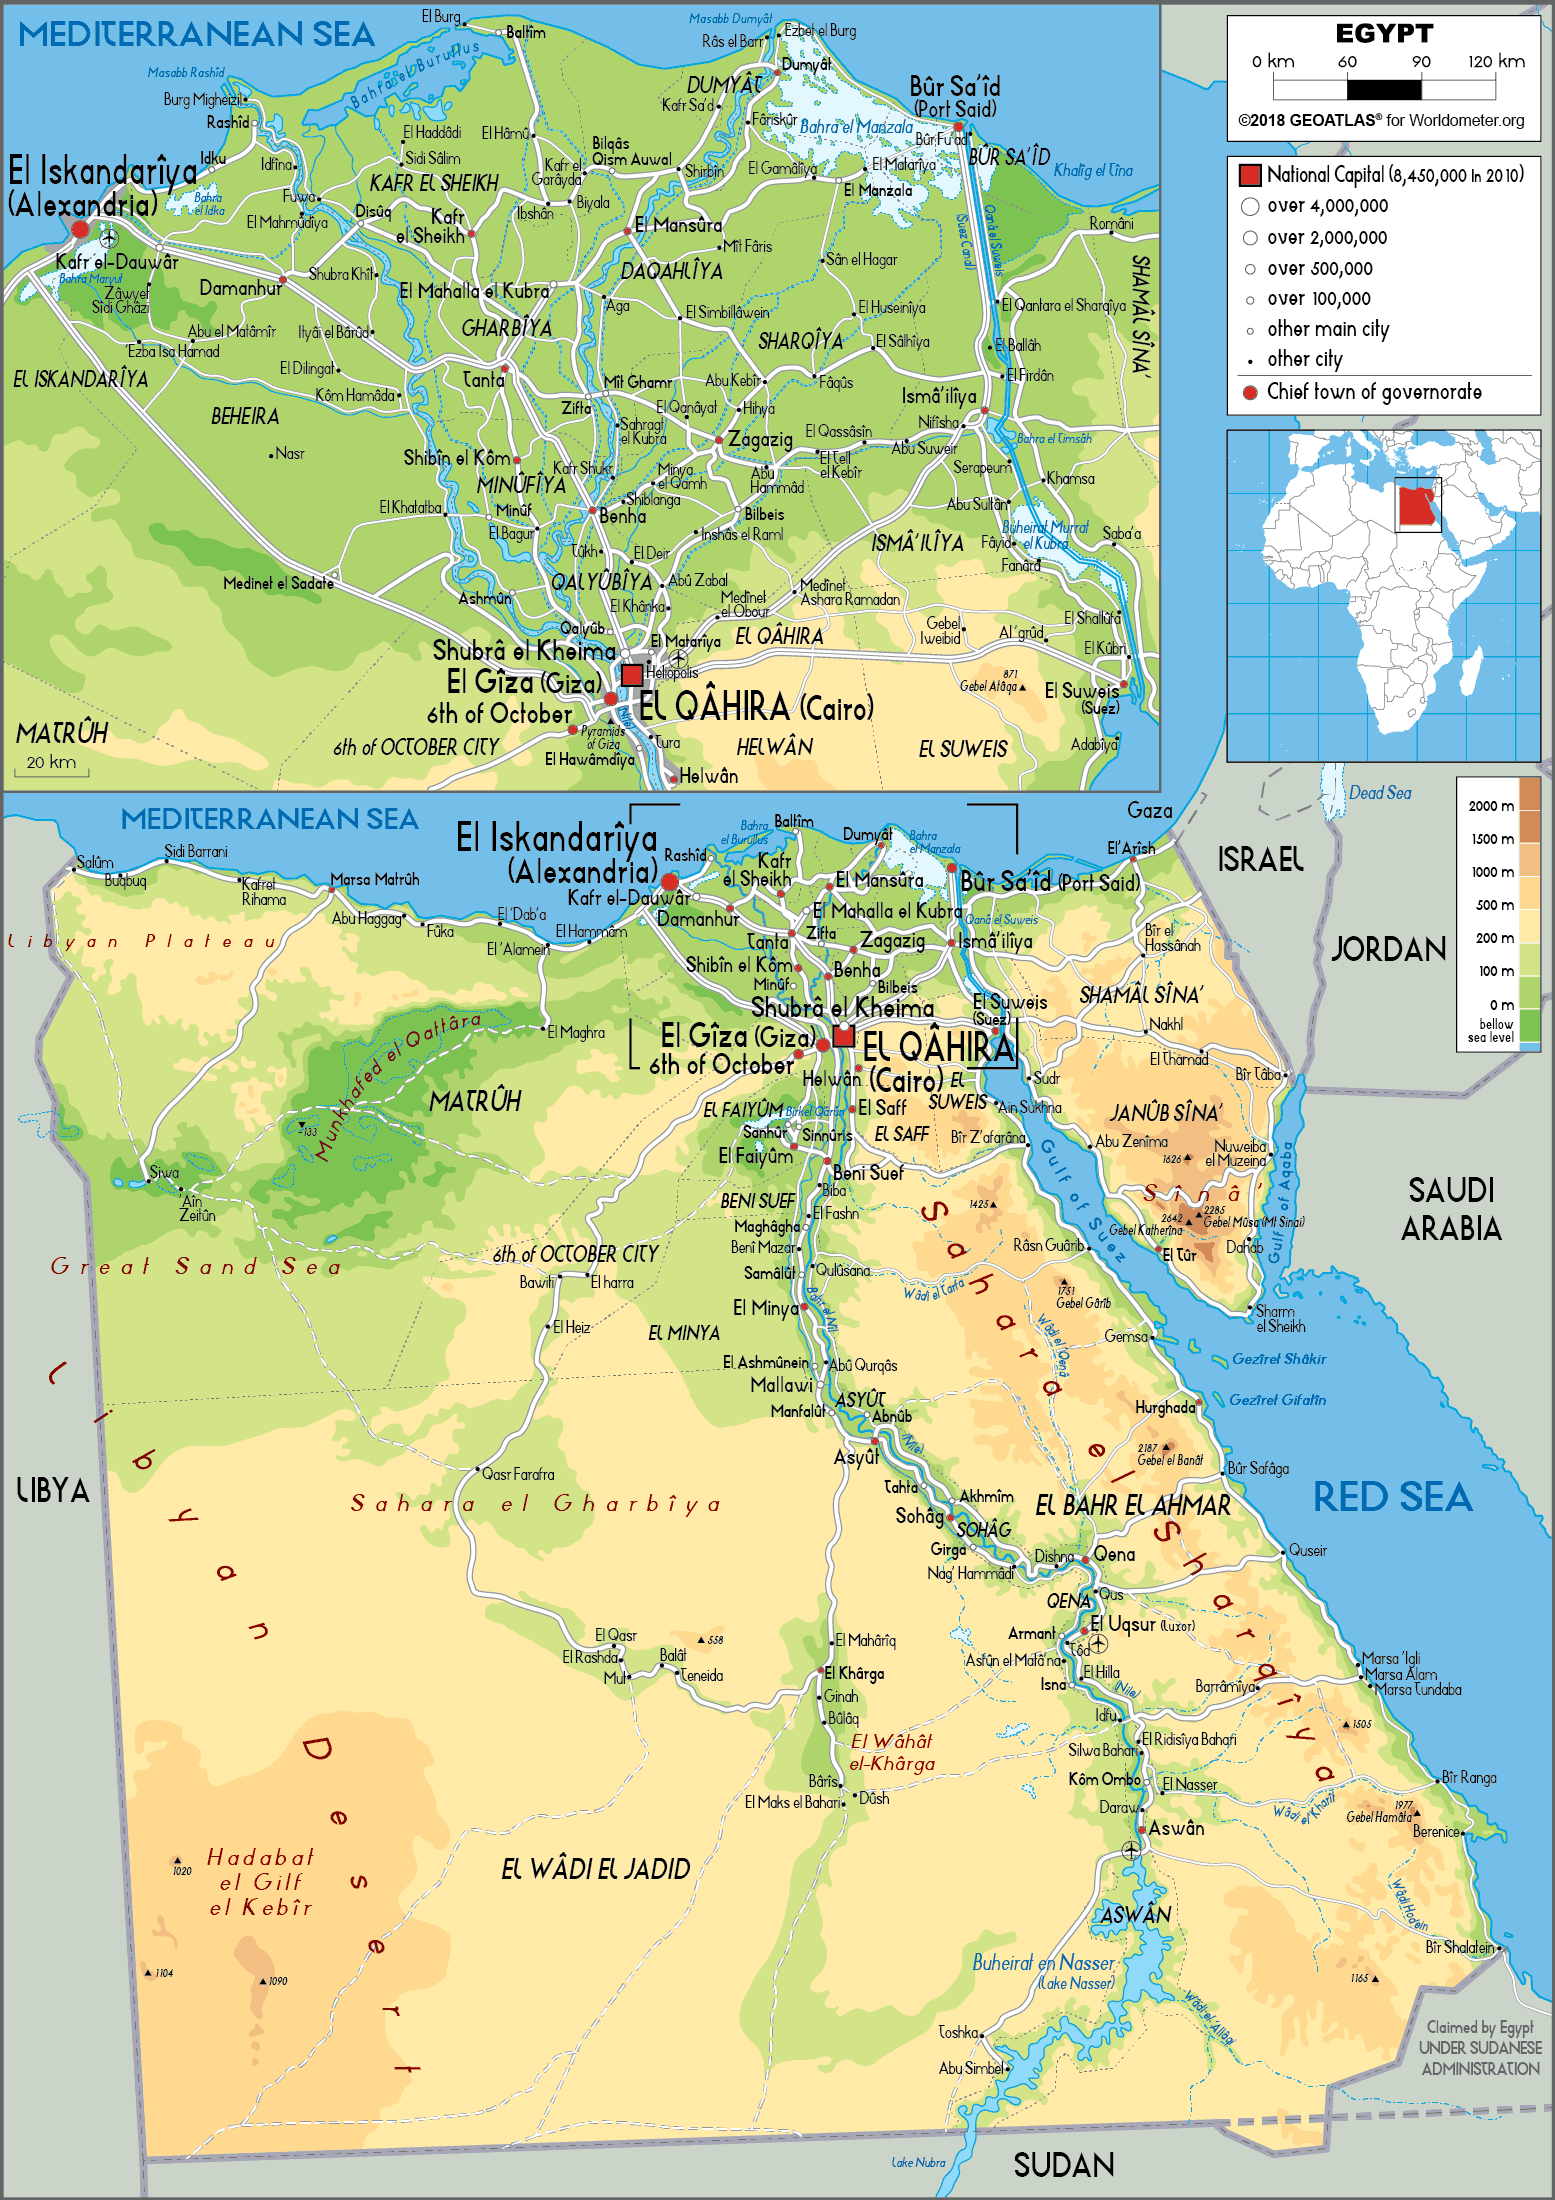 MEDITERRANEAN SEA
El Burg
Baltîm
Masabb Dumyât
Râs el Barr
Ezbet el Burg
Dumyât
Masabb Rashîd
Bahra el Burullus
Burg Migheizil
Rashîd
DUMYÂT
Kafr Sa'd
Fâriskûr
Bahra el Manzala
Bûr Sa'îd
(Port Said)
Bûr Fu'ad
BÛR SA'ÎD
Khalîg el Tîna
El Haddâdi
El Hâmûl
Sidi Sâlim
Idku
Idfîna
Bilqâs
Qism Auwal
Kafr el
Garâyda
Shirbîn
El Gamâlîya
El Matarîya
El Manzala
El Iskandarîya
(Alexandria)
Bahra
el Idka
Fuwa
KAFR EL SHEIKH
Ibshân
Biyala
El Mahmûdîya
Disûq
Kafr
el Sheikh
El Mansûra
Mît Fâris
Qanâ el Suweis
(Suez Canal)
Români
Kafr el-Dauwâr
Bahra Maryut
Zâwyet
Sîdi Ghâzi
Damanhur
Shubra Khît
El Mahalla el Kubra
DAQAHLÎYA
Sân el Hagar
SHAMÂL SÎNA'
Aga
El Simbillâwein
El Huseinîya
El Qantara el Sharqîya
Abu el Matâmîr
Ityâi el Bârûd
GHARBÎYA
'Ezba Isa Hamad
SHARQÎYA
El Sâlhîya
El Ballâh
EL ISKANDARÎYA
El Dilingat
Tanta
Mît Ghamr
Abu Kebîr
Fâqûs
El Firdân
Kôm Hamâda
Zifta
BEHEIRA
El Qanâyat
Hihya
Ismâ'ilîya
Sahragt
el Kubra
Nifîsha
Nasr
Shibîn el Kôm
Zagazig
El Qassâsîn
Abu Suweir
Bahra el Timsâh
Kafr Shukr
Minya
el Qamh
Abu
Hammâd
El Tell
el Kebîr
Serapeum
Khamsa
MINÛFÎYA
Shiblanga
El Khatatba
Minûf
Benha
Bilbeis
Abu Sultân
El Bagur
Inshâs el Raml
Buheirat Murrat
el Kubra
Saba'a
Tûkh
El Deir
ISMÂ'ILÎYA
Fâyid
Fanâra
Medinet el Sadate
QALYÛBÎYA
Abû Zabal
Ashmûn
El Khânka
Medînet
el Obour
Medînet
Ashara Ramadan
El Shallûfa
Qalyûb
El Matarîya
EL QÂHIRA
Gebel
Iweibid
Al'grûd
El Kûbri
Shubrâ el Kheima
Heliopolis
El Gîza (Giza)
871
Gebel Atâqa
El Suweis
(Suez)
6th of October
EL QÂHIRA (Cairo)
Nile
MATRÛH
20 km
6th of OCTOBER CITY
Pyramids
of Giza
Tura
El Hawâmdîya
HELWÂN
EL SUWEIS
Adabîya
Helwân
EGYPT
0 km 60 90 120 km
©2018 GEOATLAS® for Worldometer.org
National Capital (8,450,000 In 2010)
over 4,000,000
over 2,000,000
over 500,000
over 100,000
other main city
other city
Chief town of governorate
2000 m
1500 m
1000 m
500 m
200 m
100 m
0 m
bellow
sea level
MEDITERRANEAN SEA
Dead Sea
Gaza
ISRAEL
JORDAN
SAUDI
ARABIA
RED SEA
LIBYA
SUDAN
Claimed by Egypt
UNDER SUDANESE
ADMINISTRATION
Salûm
Buqbuq
Sidi Barrani
Kafret
Rihama
Marsa Matrûh
Abu Haggag
Fûka
El 'Dab'a
El 'Alamein
El Hammâm
El Iskandarîya
(Alexandria)
Kafr el-Dauwâr
Rashîd
Bahra
el Burullus
Baltîm
Dumyât
Bahra
el Manzala
Kafr
el Sheikh
El Mansûra
Bûr Sa'îd (Port Said)
El'Arîsh
Damanhur
El Mahalla el Kubra
Qanâ el Suweis
Tanta
Zifta
Zagazig
Ismâ'ilîya
Bîr el
Hassânah
Libyan Plateau
Shibîn el Kôm
Benha
Minûf
Bilbeis
Shubrâ el Kheima
El Suweis
(Suez)
SHAMÂL SÎNA'
El Gîza (Giza)
EL QÂHIRA
(Cairo)
6th of October
Nakhl
El Thamad
Bîr Tâba
El Maghra
Munkhafed el Qattâra
-133
MATRÛH
Helwân
EL
SUWEIS
Sudr
Ain Sukhna
EL FAIYÛM
Birket Qârûn
El Saff
EL SAFF
JANÛB SÎNA'
Sanhûr
Sinnûris
Bîr Z'afarâna
Abu Zenîma
Nuweiba
el Muzeina
El Faiyûm
Beni Suef
1626
Sînâ'
Siwa
'Aîn
Zeitûn
BENI SUEF
Biba
El Fashn
1425
2642
Gebel Katherîna
2285
Gebel Mûsa (Mt Sinai)
Gulf of Suez
Gulf of Aqaba
Maghâgha
Benî Mazar
Râsn Guârib
El Tûr
Dahab
Great Sand Sea
6th of OCTOBER CITY
Bawiti
El harra
Samâlût
Qulûsana
Wâdi el Tarfa
1751
Gebel Gârib
Sharm
el Sheikh
El Heiz
EL MINYA
El Minya
Bahr el Nîl
Wâdi el 'Qena
Gemsa
Gezîret Shâkir
El Ashmûnein
Abû Qurqâs
Mallawi
Gezîret Gifatîn
Manfalût
ASYÛT
Abnûb
Hurghada
Asyût
(Nile)
2187
Gebel el Banât
Bûr Safâga
Qasr Farafra
Sahara el Gharbîya
Tahta
Akhmîm
Sohâg
SOHÂG
EL BAHR EL AHMAR
Girga
Nag' Hammâdi
Dishna
Qena
Quseir
QENA
Qus
Libyan Desert
Sahara el Sharqîya
El Uqsur (Luxor)
Armant
Tôd
Asfûn el Matâ'na
El Hilla
Isna
(Nile)
El Qasr
El Rashda
Mut
Balât
Teneida
558
El Mahârîq
El Khârga
Ginah
Bûlâq
El Wâhât
el-Khârga
Barrâmîya
Marsa 'Igli
Marsa Alam
Marsa Tundaba
Idfu
El Ridisîya Bahari
Silwa Bahari
1505
Bâris
El Maks el Bahari
Dûsh
Kôm Ombo
El Nasser
Bîr Ranga
Daraw
Wâdi el Kharît
1977
Gebel Hamâta
Berenice
Aswân
Hadabat
el Gilf
el Kebîr
1020
1104
1090
EL WÂDI EL JADID
ASWÂN
Wâdi Hodein
Buheirat en Nasser
(Lake Nasser)
Bîr Shalatein
1165
Wâdi el 'Allâqi
Toshka
Abu Simbel
Lake Nubra